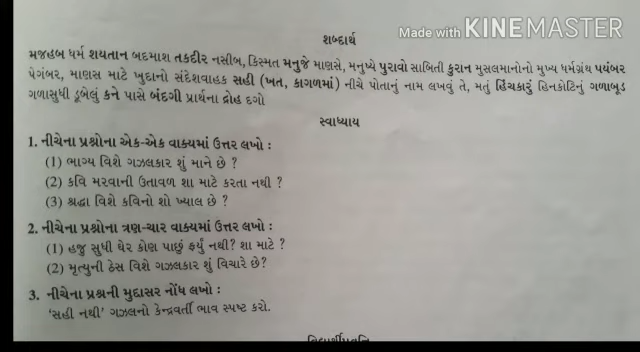 Made with KINEMASTER
શબ્દાર્થ
મજહબ ધર્મ શયતાન બદમાશ તકદીર નસીબ, કિસ્મત મનુજે માણસે, મનુષ્યે પુરાવો સાબિતી કુરાન મુસલમાનોનો મુખ્ય ધર્મગ્રંથ પયંબર
પેગંબર, માણસ માટે ખુદાનો સંદેશવાહક સહી (ખત, કાગળમાં) નીચે પોતાનું નામ લખવું તે, મતું હિંચકારું હિનકોટિનું ગળાબૂડ
ગળાસુધી ડૂબેલું કને પાસે બંદગી પ્રાર્થના દ્રોહ દગો
સ્વાધ્યાય
1. નીચેના પ્રશ્નોના એક-એક વાક્યમાં ઉત્તર લખો :
(1) ભાગ્ય વિશે ગઝલકાર શું માને છે ?
(2) કવિ મરવાની ઉતાવળ શા માટે કરતા નથી ?
(3) શ્રદ્ધા વિશે કવિનો શો ખ્યાલ છે ?
2. નીચેના પ્રશ્નોના ત્રણ-ચાર વાક્યમાં ઉત્તર લખો :
(1) હજુ સુધી ઘેર કોણ પાછું ફર્યું નથી? શા માટે ?
(2) મૃત્યુની ઠેસ વિશે ગઝલકાર શું વિચારે છે?
3. નીચેના પ્રશ્નની મુદ્દાસર નોંધ લખો :
‘સહી નથી’ ગઝલનો કેન્દ્રવર્તી ભાવ સ્પષ્ટ કરો.